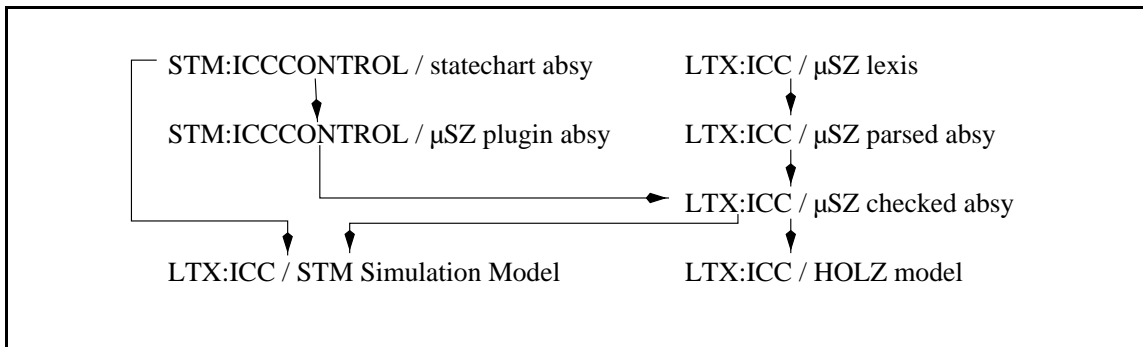 STM:ICCCONTROL / statechart absy
LTX:ICC / μSZ lexis
STM:ICCCONTROL / μSZ plugin absy
LTX:ICC / μSZ parsed absy
LTX:ICC / μSZ checked absy
LTX:ICC / STM Simulation Model
LTX:ICC / HOLZ model